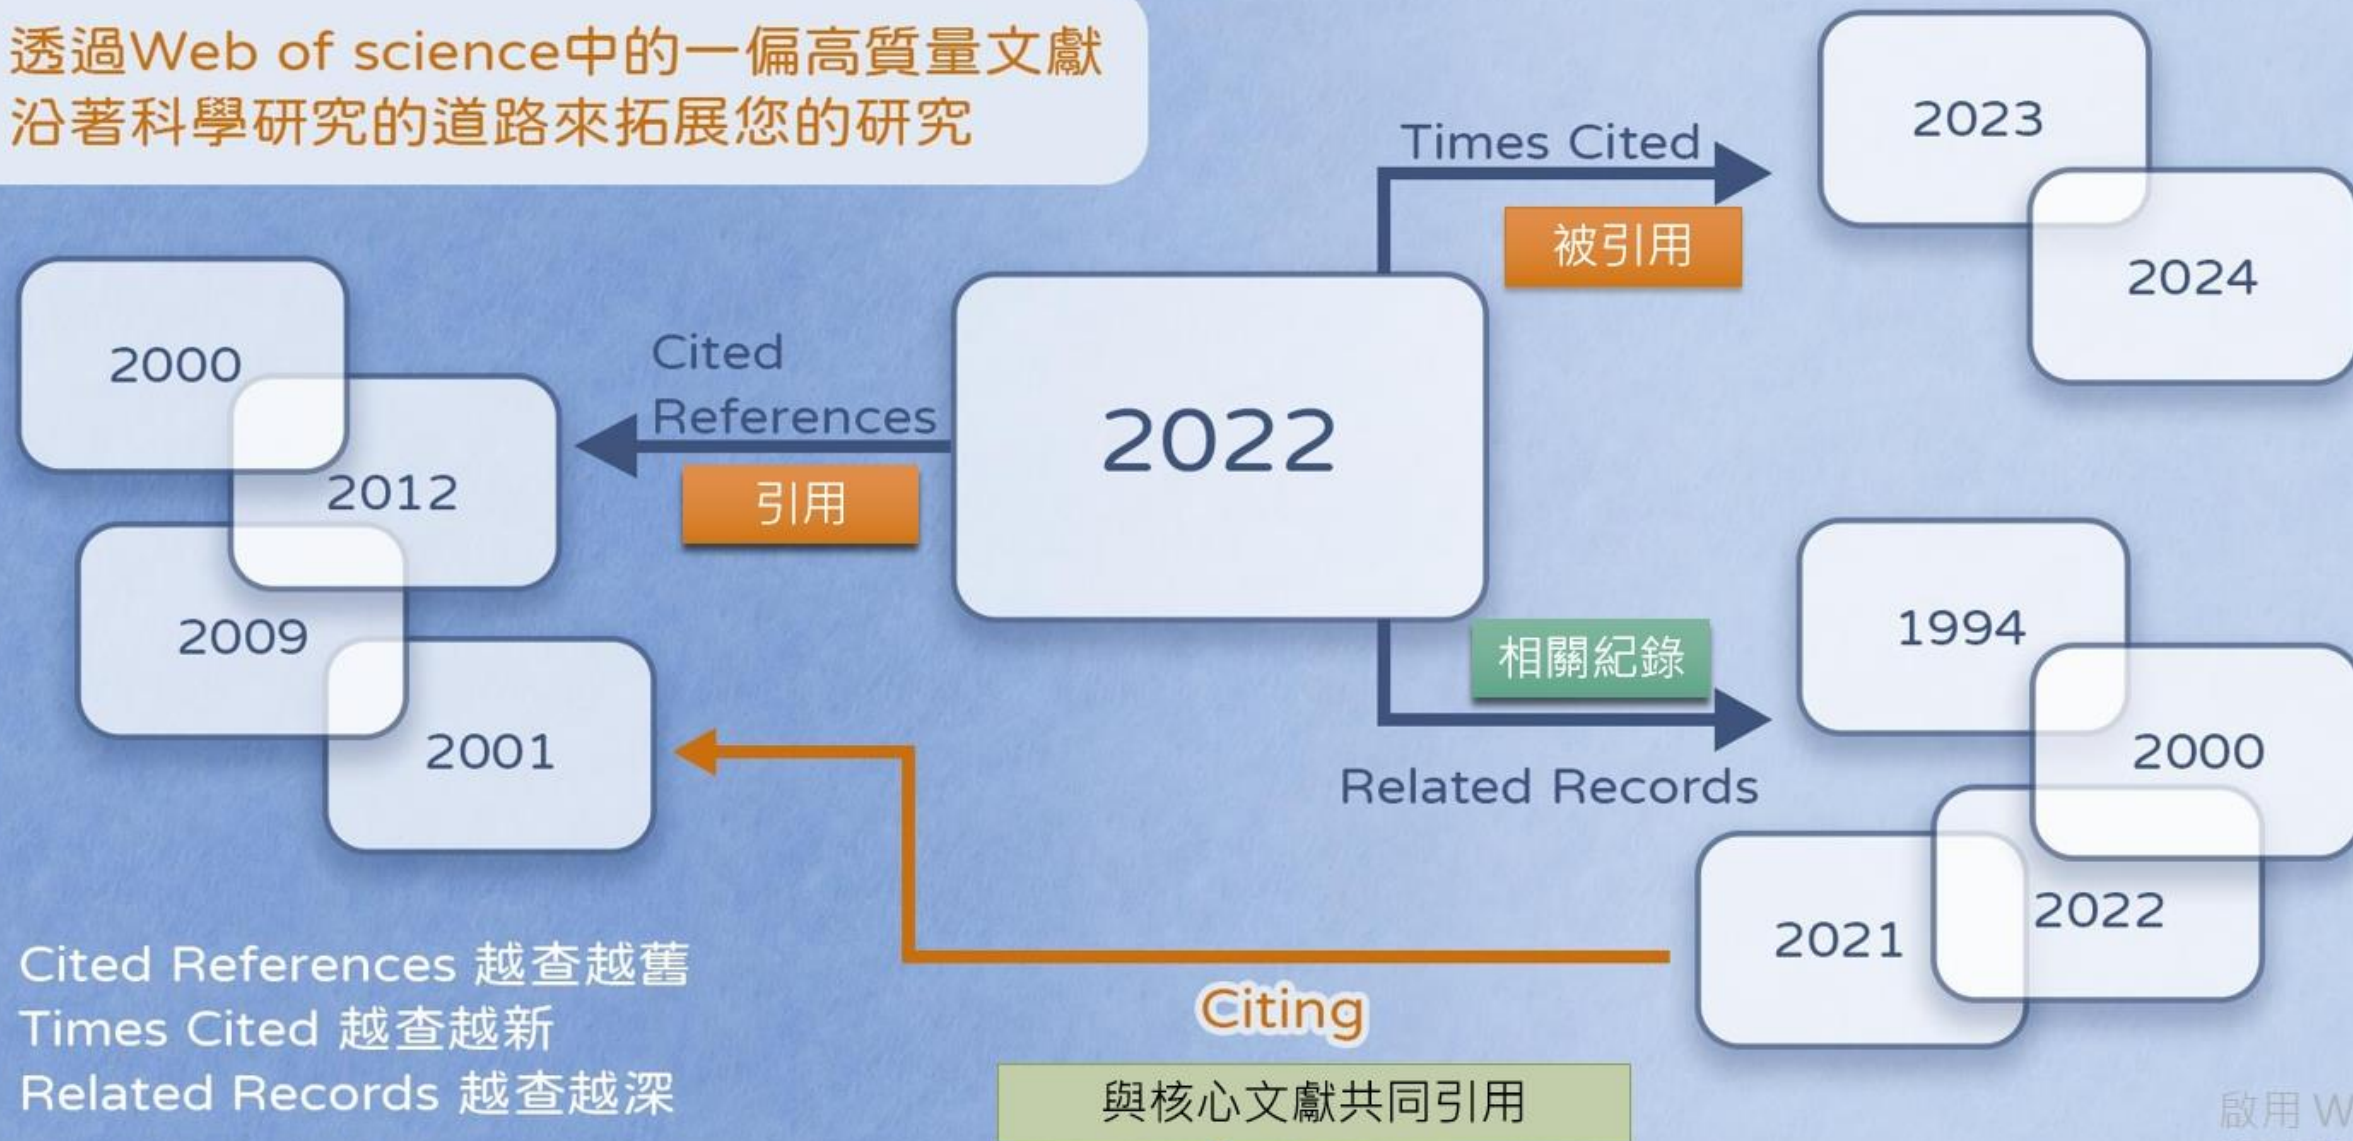 透過Web of science中的一偏高質量文獻
沿著科學研究的道路來拓展您的研究
Times Cited
被引用
2023
2024
2000
2012
2009
2001
Cited
References
引用
2022
相關紀錄
Related Records
1994
2000
2022
2021
Citing
與核心文獻共同引用
Cited References 越查越舊
Times Cited 越查越新
Related Records 越查越深
啟用 W